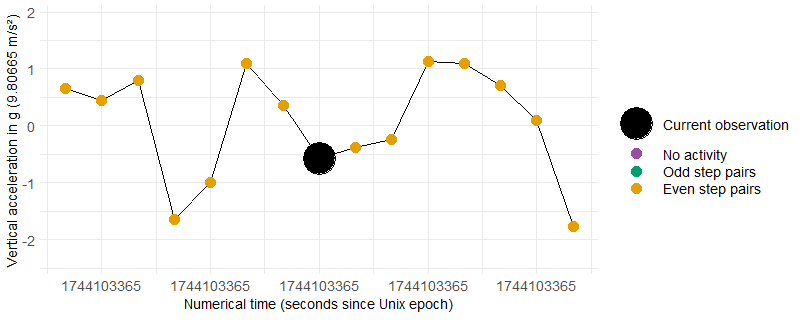 Vertical acceleration in g (9.80665 m/s²)
2
1
0
-1
-2
1744103365 1744103365 1744103365 1744103365 1744103365
Numerical time (seconds since Unix epoch)
Current observation
No activity
Odd step pairs
Even step pairs